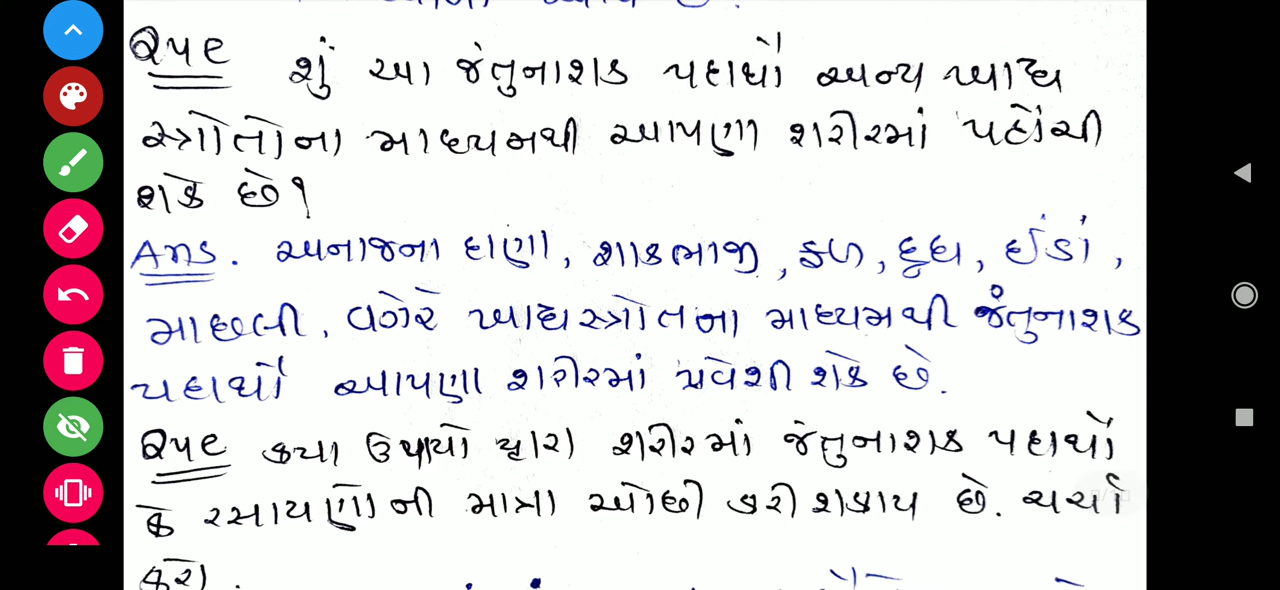 Que શું આ જંતુનાશક પદાર્થો અન્ય ખાદ્ય
સ્ત્રોતોના માધ્યમથી આપણા શરીરમાં પહોંચી
શકે છે?
Ans. અનાજના દાણા, શાકભાજી, ફળ, દૂધ, ઈંડાં,
માછલી, વગેરે ખાદ્યસ્ત્રોતના માધ્યમથી જંતુનાશક
પદાર્થો આપણા શરીરમાં પ્રવેશી શકે છે.
Que કયા ઉપાયો દ્વારા શરીરમાં જંતુનાશક પદાર્થો
કે રસાયણોની માત્રા ઓછી કરી શકાય છે. ચર્ચા
કરો.